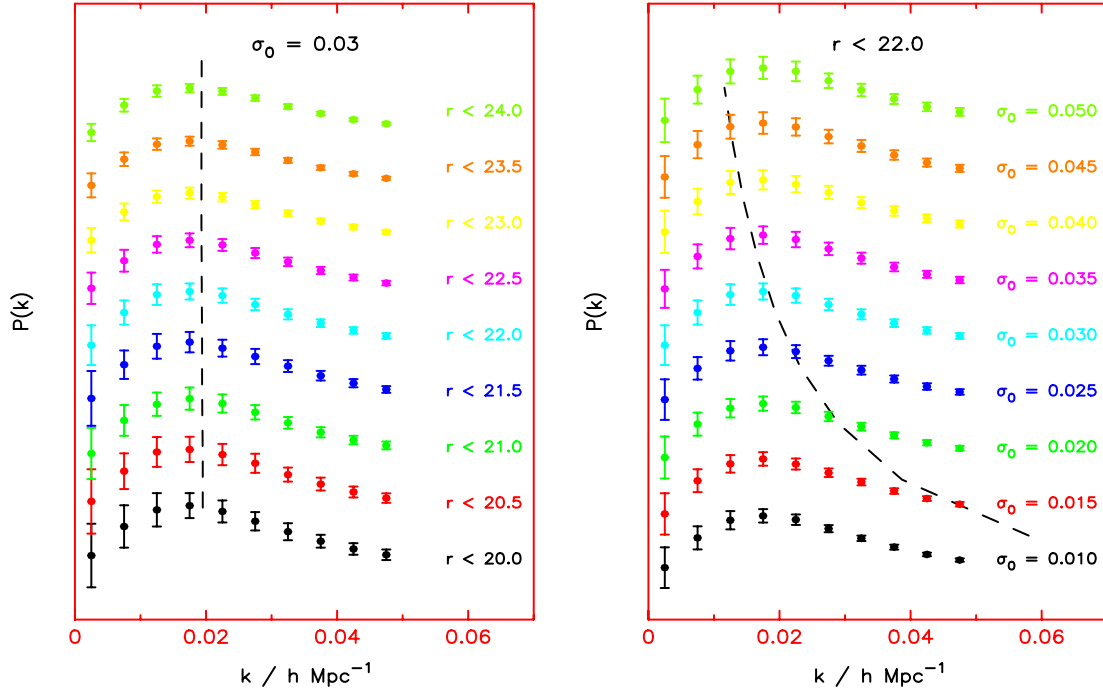 σ₀ = 0.03
r < 24.0
r < 23.5
r < 23.0
r < 22.5
r < 22.0
r < 21.5
r < 21.0
r < 20.5
r < 20.0
P(k)
0 0.02 0.04 0.06
k / h Mpc⁻¹
r < 22.0
σ₀ = 0.050
σ₀ = 0.045
σ₀ = 0.040
σ₀ = 0.035
σ₀ = 0.030
σ₀ = 0.025
σ₀ = 0.020
σ₀ = 0.015
σ₀ = 0.010
P(k)
0 0.02 0.04 0.06
k / h Mpc⁻¹